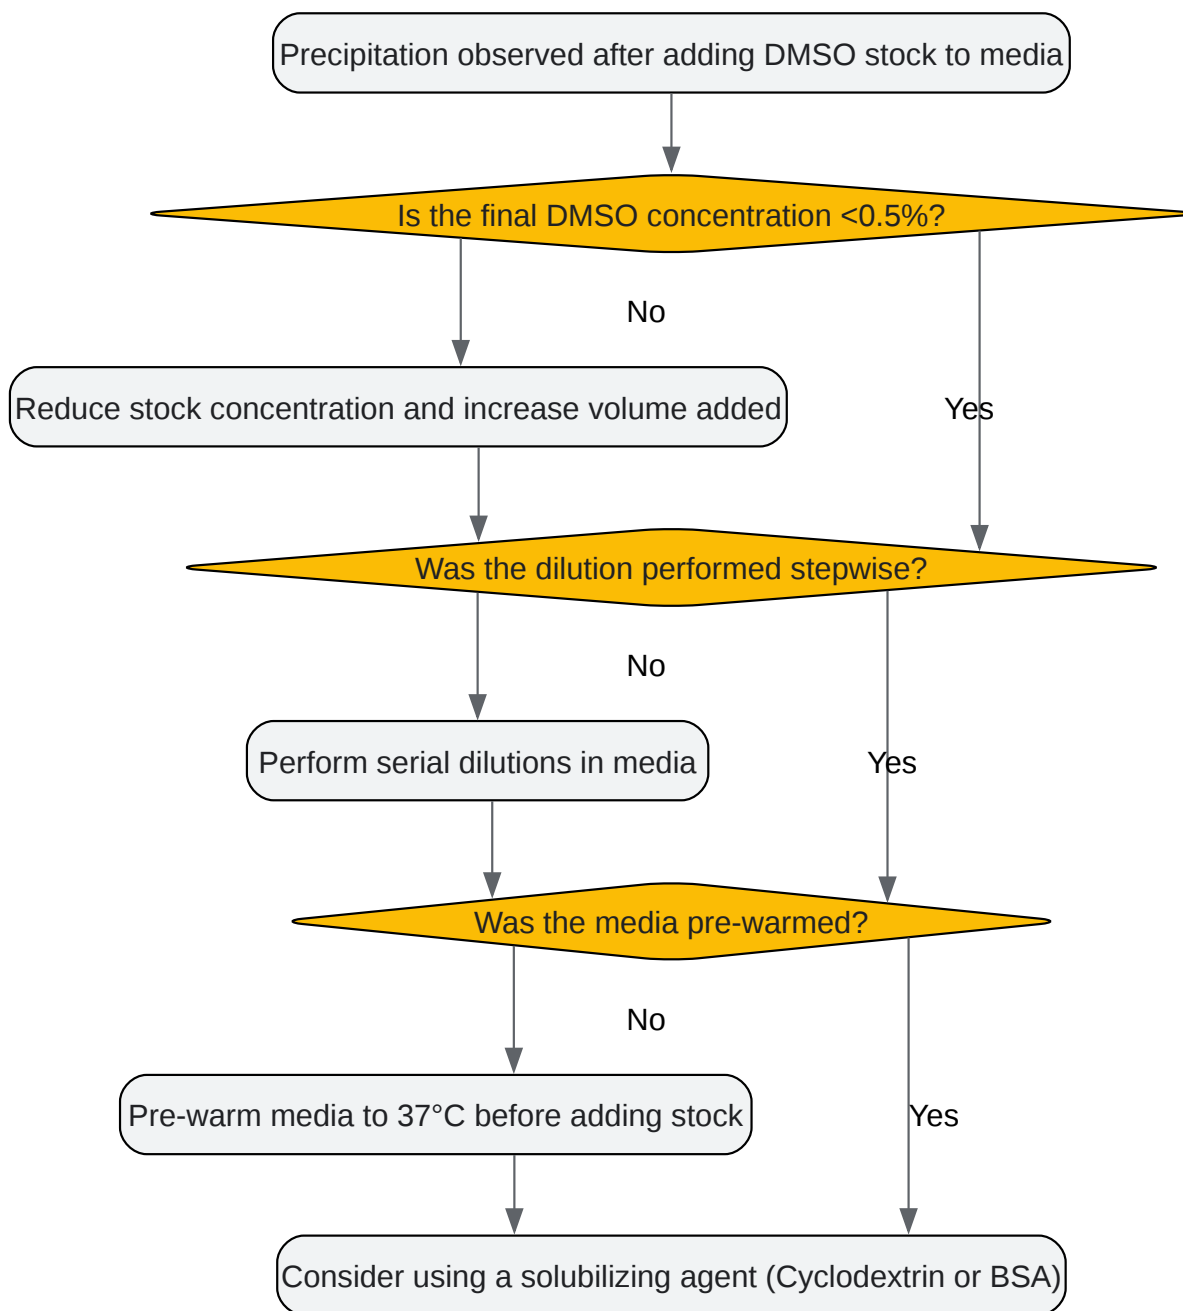 Precipitation observed after adding DMSO stock to media
Is the final DMSO concentration <0.5%?
No
Reduce stock concentration and increase volume added
Yes
Was the dilution performed stepwise?
No
Perform serial dilutions in media
Yes
Was the media pre-warmed?
No
Pre-warm media to 37°C before adding stock
Yes
Consider using a solubilizing agent (Cyclodextrin or BSA)